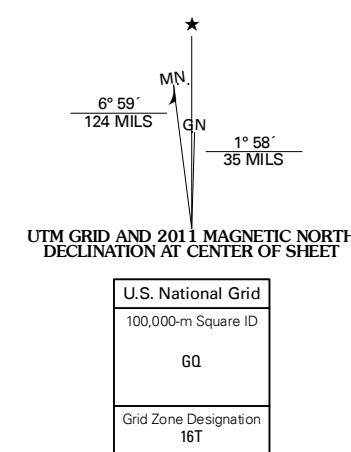 ★
MN.
GN
6° 59´
124 MILS
1° 58´
35 MILS
UTM GRID AND 2011 MAGNETIC NORTH
DECLINATION AT CENTER OF SHEET
U.S. National Grid
100,000-m Square ID
GQ
Grid Zone Designation
16T